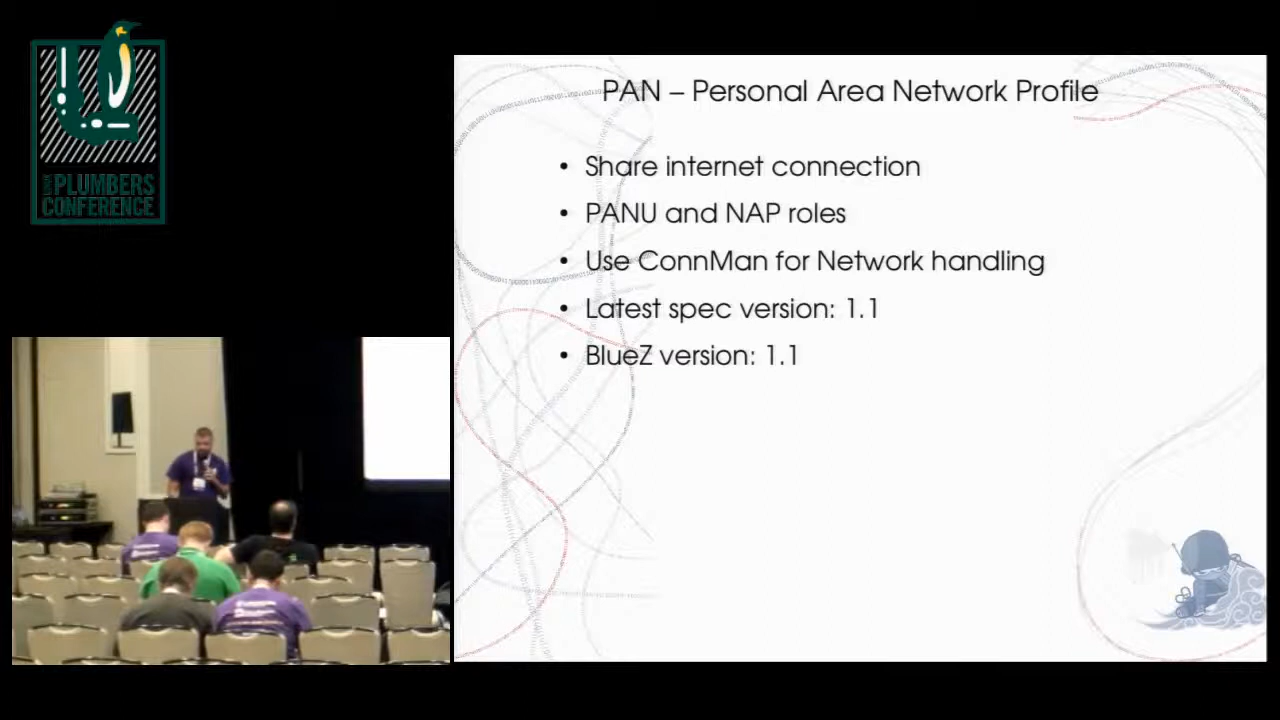 LINUX PLUMBERS
CONFERENCE
PAN – Personal Area Network Profile
• Share internet connection
• PANU and NAP roles
• Use ConnMan for Network handling
• Latest spec version: 1.1
• BlueZ version: 1.1